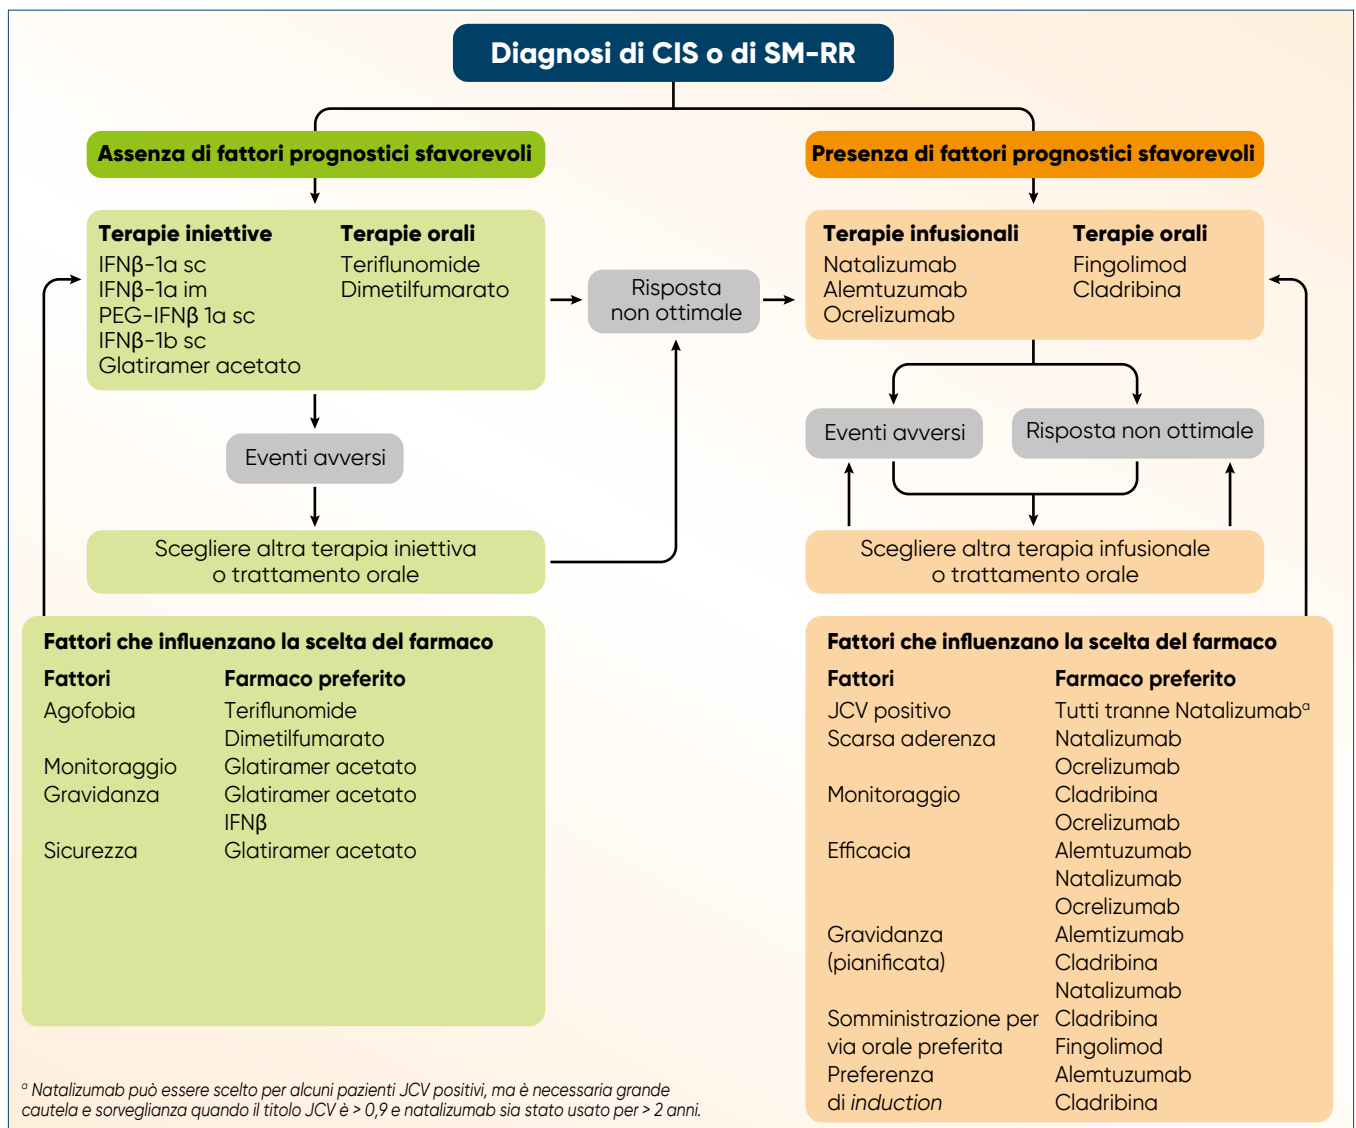 Diagnosi di CIS o di SM-RR
Assenza di fattori prognostici sfavorevoli
Terapie iniettive
IFNβ-1a sc
IFNβ-1a im
PEG-IFNβ 1a sc
IFNβ-1b sc
Glatiramer acetato
Terapie orali
Teriflunomide
Dimetilfumarato
Risposta
non ottimale
Eventi avversi
Scegliere altra terapia iniettiva
o trattamento orale
Presenza di fattori prognostici sfavorevoli
Terapie infusionali
Natalizumab
Alemtuzumab
Ocrelizumab
Terapie orali
Fingolimod
Cladribina
Eventi avversi
Risposta non ottimale
Scegliere altra terapia infusionale
o trattamento orale
Fattori che influenzano la scelta del farmaco
Fattori Farmaco preferito
Agofobia Teriflunomide
Dimetilfumarato
Monitoraggio Glatiramer acetato
Gravidanza Glatiramer acetato
IFNβ
Sicurezza Glatiramer acetato
Fattori che influenzano la scelta del farmaco
Fattori Farmaco preferito
JCV positivo Tutti tranne Natalizumabᵃ
Scarsa aderenza Natalizumab
Ocrelizumab
Monitoraggio Cladribina
Ocrelizumab
Efficacia Alemtuzumab
Natalizumab
Ocrelizumab
Gravidanza Alemtizumab
(pianificata) Cladribina
Natalizumab
Somministrazione per Cladribina
via orale preferita Fingolimod
Preferenza Alemtuzumab
di induction Cladribina
ᵃ Natalizumab può essere scelto per alcuni pazienti JCV positivi, ma è necessaria grande
cautela e sorveglianza quando il titolo JCV è > 0,9 e natalizumab sia stato usato per > 2 anni.